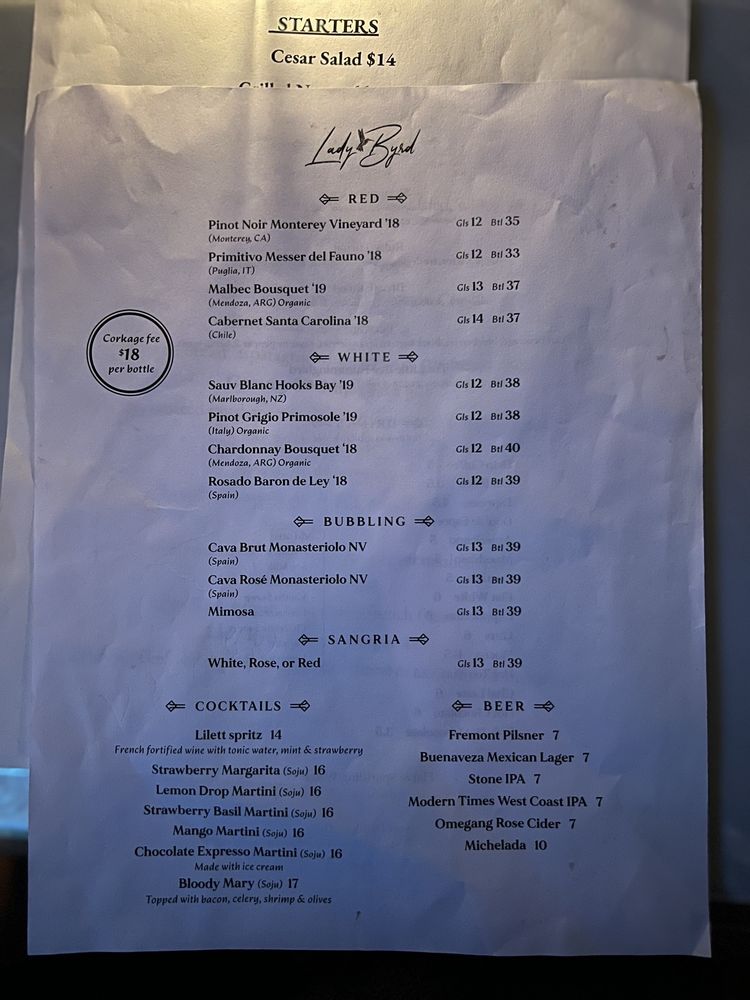 STARTERS
Cesar Salad $14
Lady Byrd
RED
Pinot Noir Monterey Vineyard '18 Gls 12 Btl 35
(Monterey, CA)
Primitivo Messer del Fauno '18 Gls 12 Btl 33
(Puglia, IT)
Malbec Bousquet '19 Gls 13 Btl 37
(Mendoza, ARG) Organic
Cabernet Santa Carolina '18 Gls 14 Btl 37
(Chile)
Corkage fee
$18
per bottle
WHITE
Sauv Blanc Hooks Bay '19 Gls 12 Btl 38
(Marlborough, NZ)
Pinot Grigio Primosole '19 Gls 12 Btl 38
(Italy) Organic
Chardonnay Bousquet '18 Gls 12 Btl 40
(Mendoza, ARG) Organic
Rosado Baron de Ley '18 Gls 12 Btl 39
(Spain)
BUBBLING
Cava Brut Monasteriolo NV Gls 13 Btl 39
(Spain)
Cava Rosé Monasteriolo NV Gls 13 Btl 39
(Spain)
Mimosa Gls 13 Btl 39
SANGRIA
White, Rose, or Red Gls 13 Btl 39
COCKTAILS
Lilett spritz 14
French fortified wine with tonic water, mint & strawberry
Strawberry Margarita (Soju) 16
Lemon Drop Martini (Soju) 16
Strawberry Basil Martini (Soju) 16
Mango Martini (Soju) 16
Chocolate Expresso Martini (Soju) 16
Made with ice cream
Bloody Mary (Soju) 17
Topped with bacon, celery, shrimp & olives
BEER
Fremont Pilsner 7
Buenaveza Mexican Lager 7
Stone IPA 7
Modern Times West Coast IPA 7
Omegang Rose Cider 7
Michelada 10